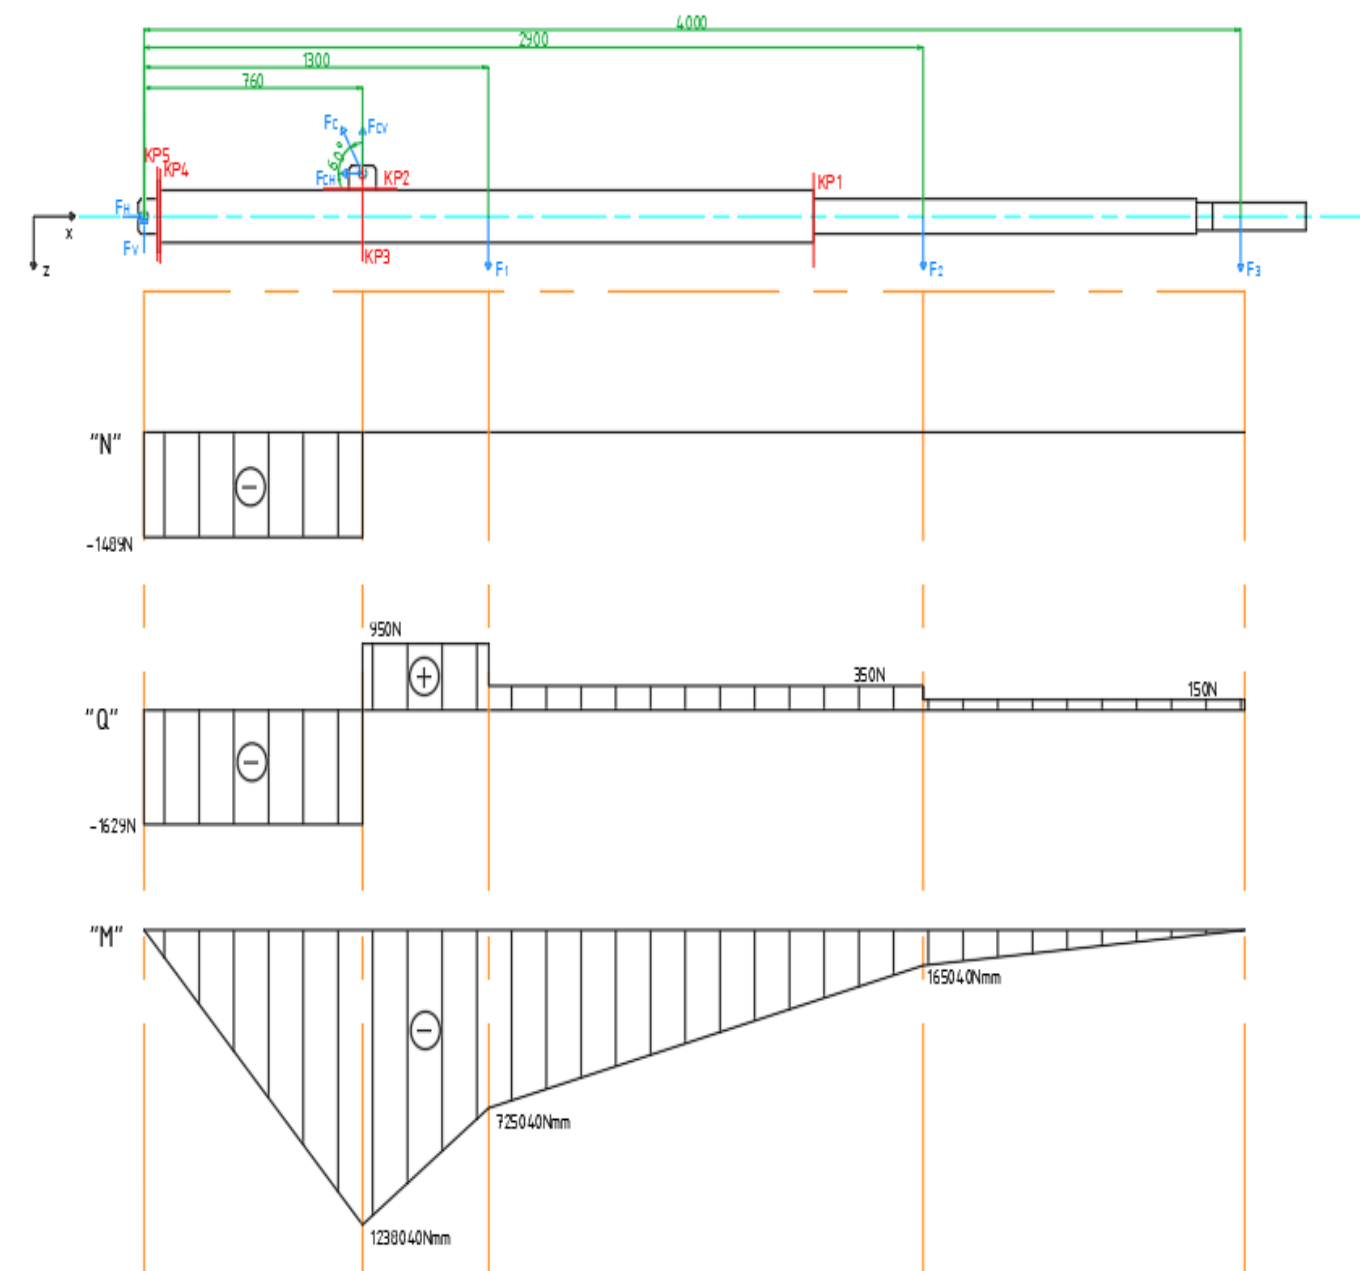 4000
2900
1300
760
Fc
Fcv
60°
KP5
KP4
FcH
KP2
KP1
FH
x
Fv
KP3
z
F1
F2
F3
"N"
-1489N
950N
350N
150N
"Q"
-1629N
"M"
165040Nmm
725040Nmm
1238040Nmm